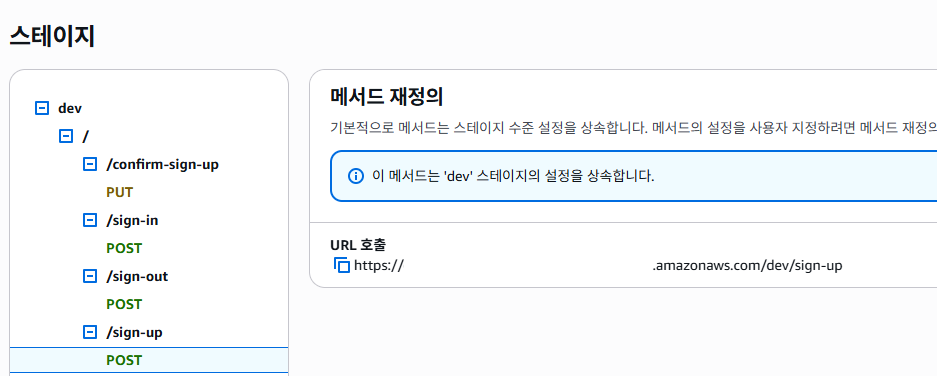 스테이지
dev
/
/confirm-sign-up
PUT
/sign-in
POST
/sign-out
POST
/sign-up
POST
메서드 재정의
기본적으로 메서드는 스테이지 수준 설정을 상속합니다. 메서드의 설정을 사용자 지정하려면 메서드 재정의
이 메서드는 'dev' 스테이지의 설정을 상속합니다.
URL 호출
https:// .amazonaws.com/dev/sign-up